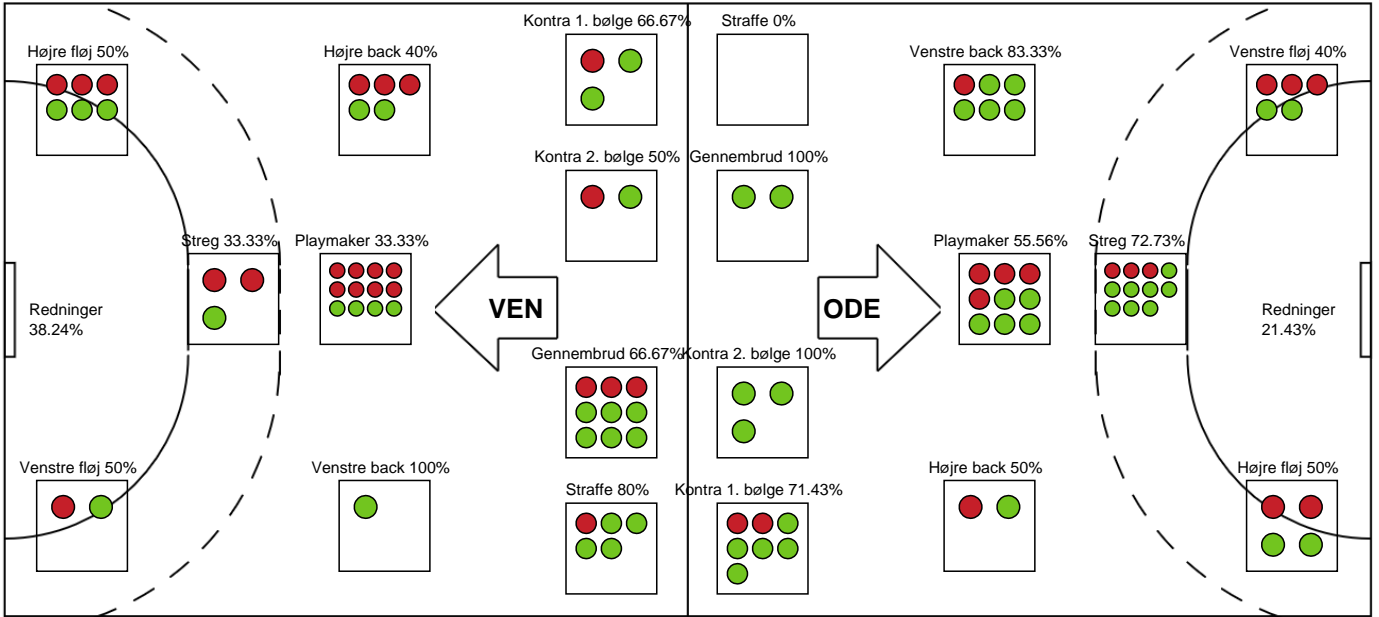 Kontra 1. bølge 66.67%
Straffe 0%
Højre fløj 50%
Højre back 40%
Venstre back 83.33%
Venstre fløj 40%
Kontra 2. bølge 50%
Gennembrud 100%
Streg 33.33%
Playmaker 33.33%
Playmaker 55.56%
Streg 72.73%
Redninger
38.24%
VEN
ODE
Redninger
21.43%
Gennembrud 66.67%
Kontra 2. bølge 100%
Venstre fløj 50%
Venstre back 100%
Højre back 50%
Højre fløj 50%
Straffe 80%
Kontra 1. bølge 71.43%